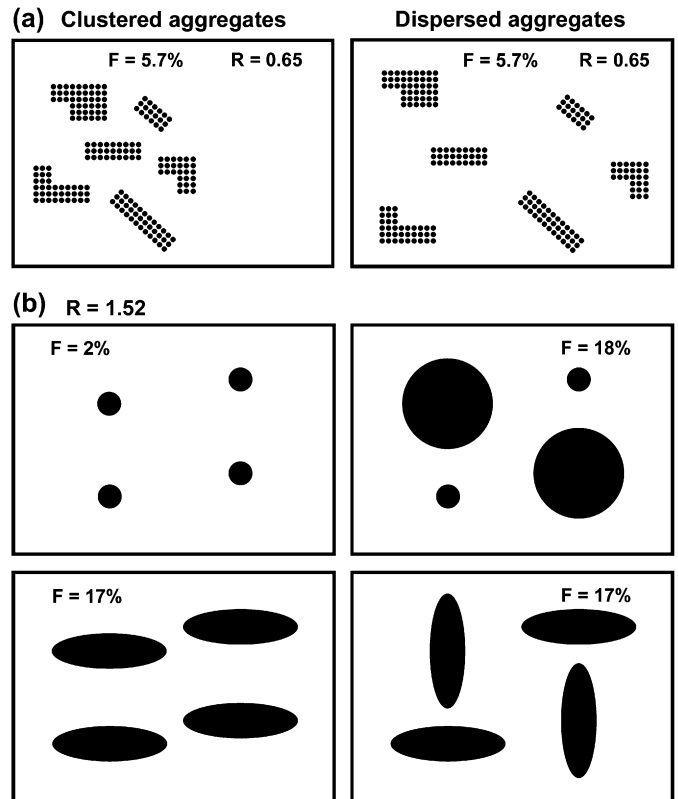 (a) Clustered aggregates Dispersed aggregates
F = 5.7% R = 0.65 F = 5.7% R = 0.65
(b) R = 1.52
F = 2% F = 18%
F = 17% F = 17%